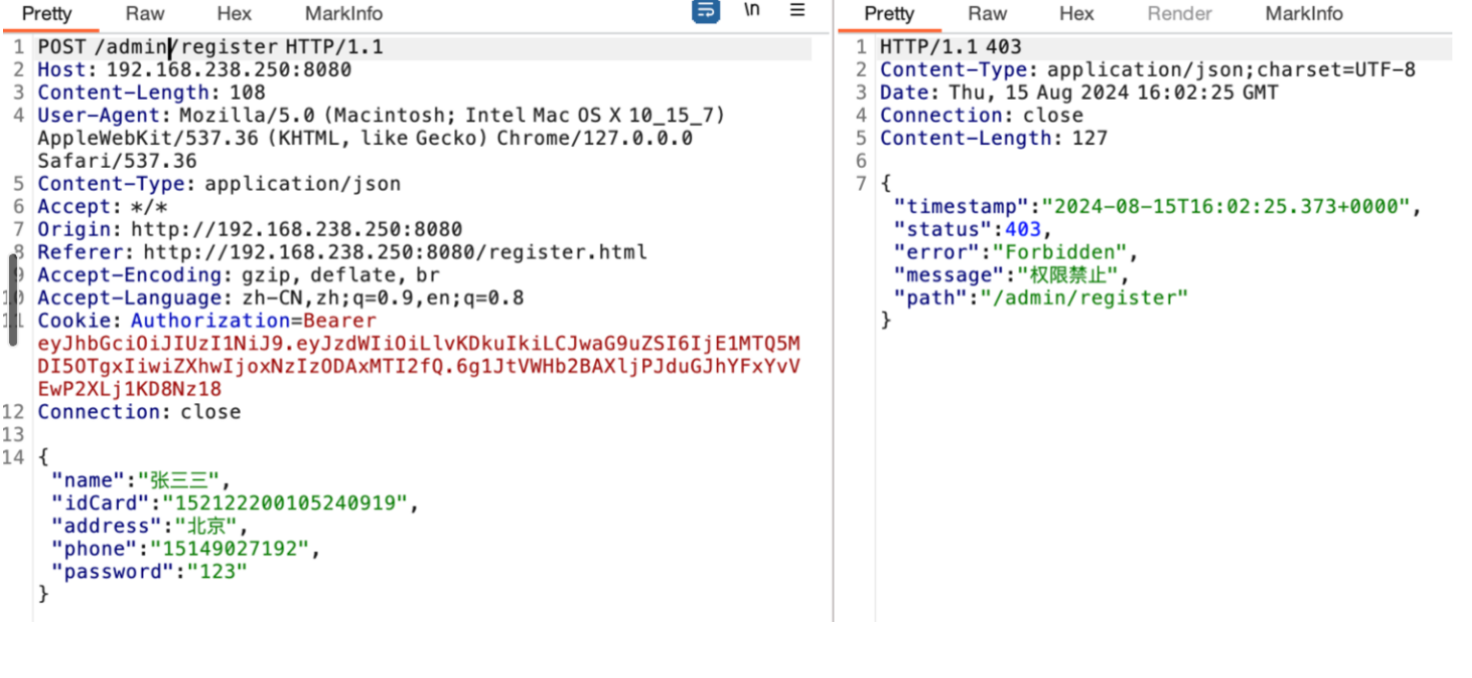 Pretty Raw Hex MarkInfo \n
1 POST /admin/register HTTP/1.1
2 Host: 192.168.238.250:8080
3 Content-Length: 108
4 User-Agent: Mozilla/5.0 (Macintosh; Intel Mac OS X 10_15_7)
AppleWebKit/537.36 (KHTML, like Gecko) Chrome/127.0.0.0
Safari/537.36
5 Content-Type: application/json
6 Accept: */*
7 Origin: http://192.168.238.250:8080
8 Referer: http://192.168.238.250:8080/register.html
9 Accept-Encoding: gzip, deflate, br
10 Accept-Language: zh-CN,zh;q=0.9,en;q=0.8
11 Cookie: Authorization=Bearer
eyJhbGciOiJIUzI1NiJ9.eyJzdWIiOiLlvKDkuIkiLCJwaG9uZSI6IjE1MTQ5M
DI5OTgxIiwiZXhwIjoxNzIzODAxMTI2fQ.6g1JtVWHb2BAXljPJduGJhYFxYvV
EwP2XLj1KD8Nz18
12 Connection: close
13
14 {
"name":"张三三",
"idCard":"152122200105240919",
"address":"北京",
"phone":"15149027192",
"password":"123"
}
Pretty Raw Hex Render MarkInfo
1 HTTP/1.1 403
2 Content-Type: application/json;charset=UTF-8
3 Date: Thu, 15 Aug 2024 16:02:25 GMT
4 Connection: close
5 Content-Length: 127
6
7 {
"timestamp":"2024-08-15T16:02:25.373+0000",
"status":403,
"error":"Forbidden",
"message":"权限禁止",
"path":"/admin/register"
}